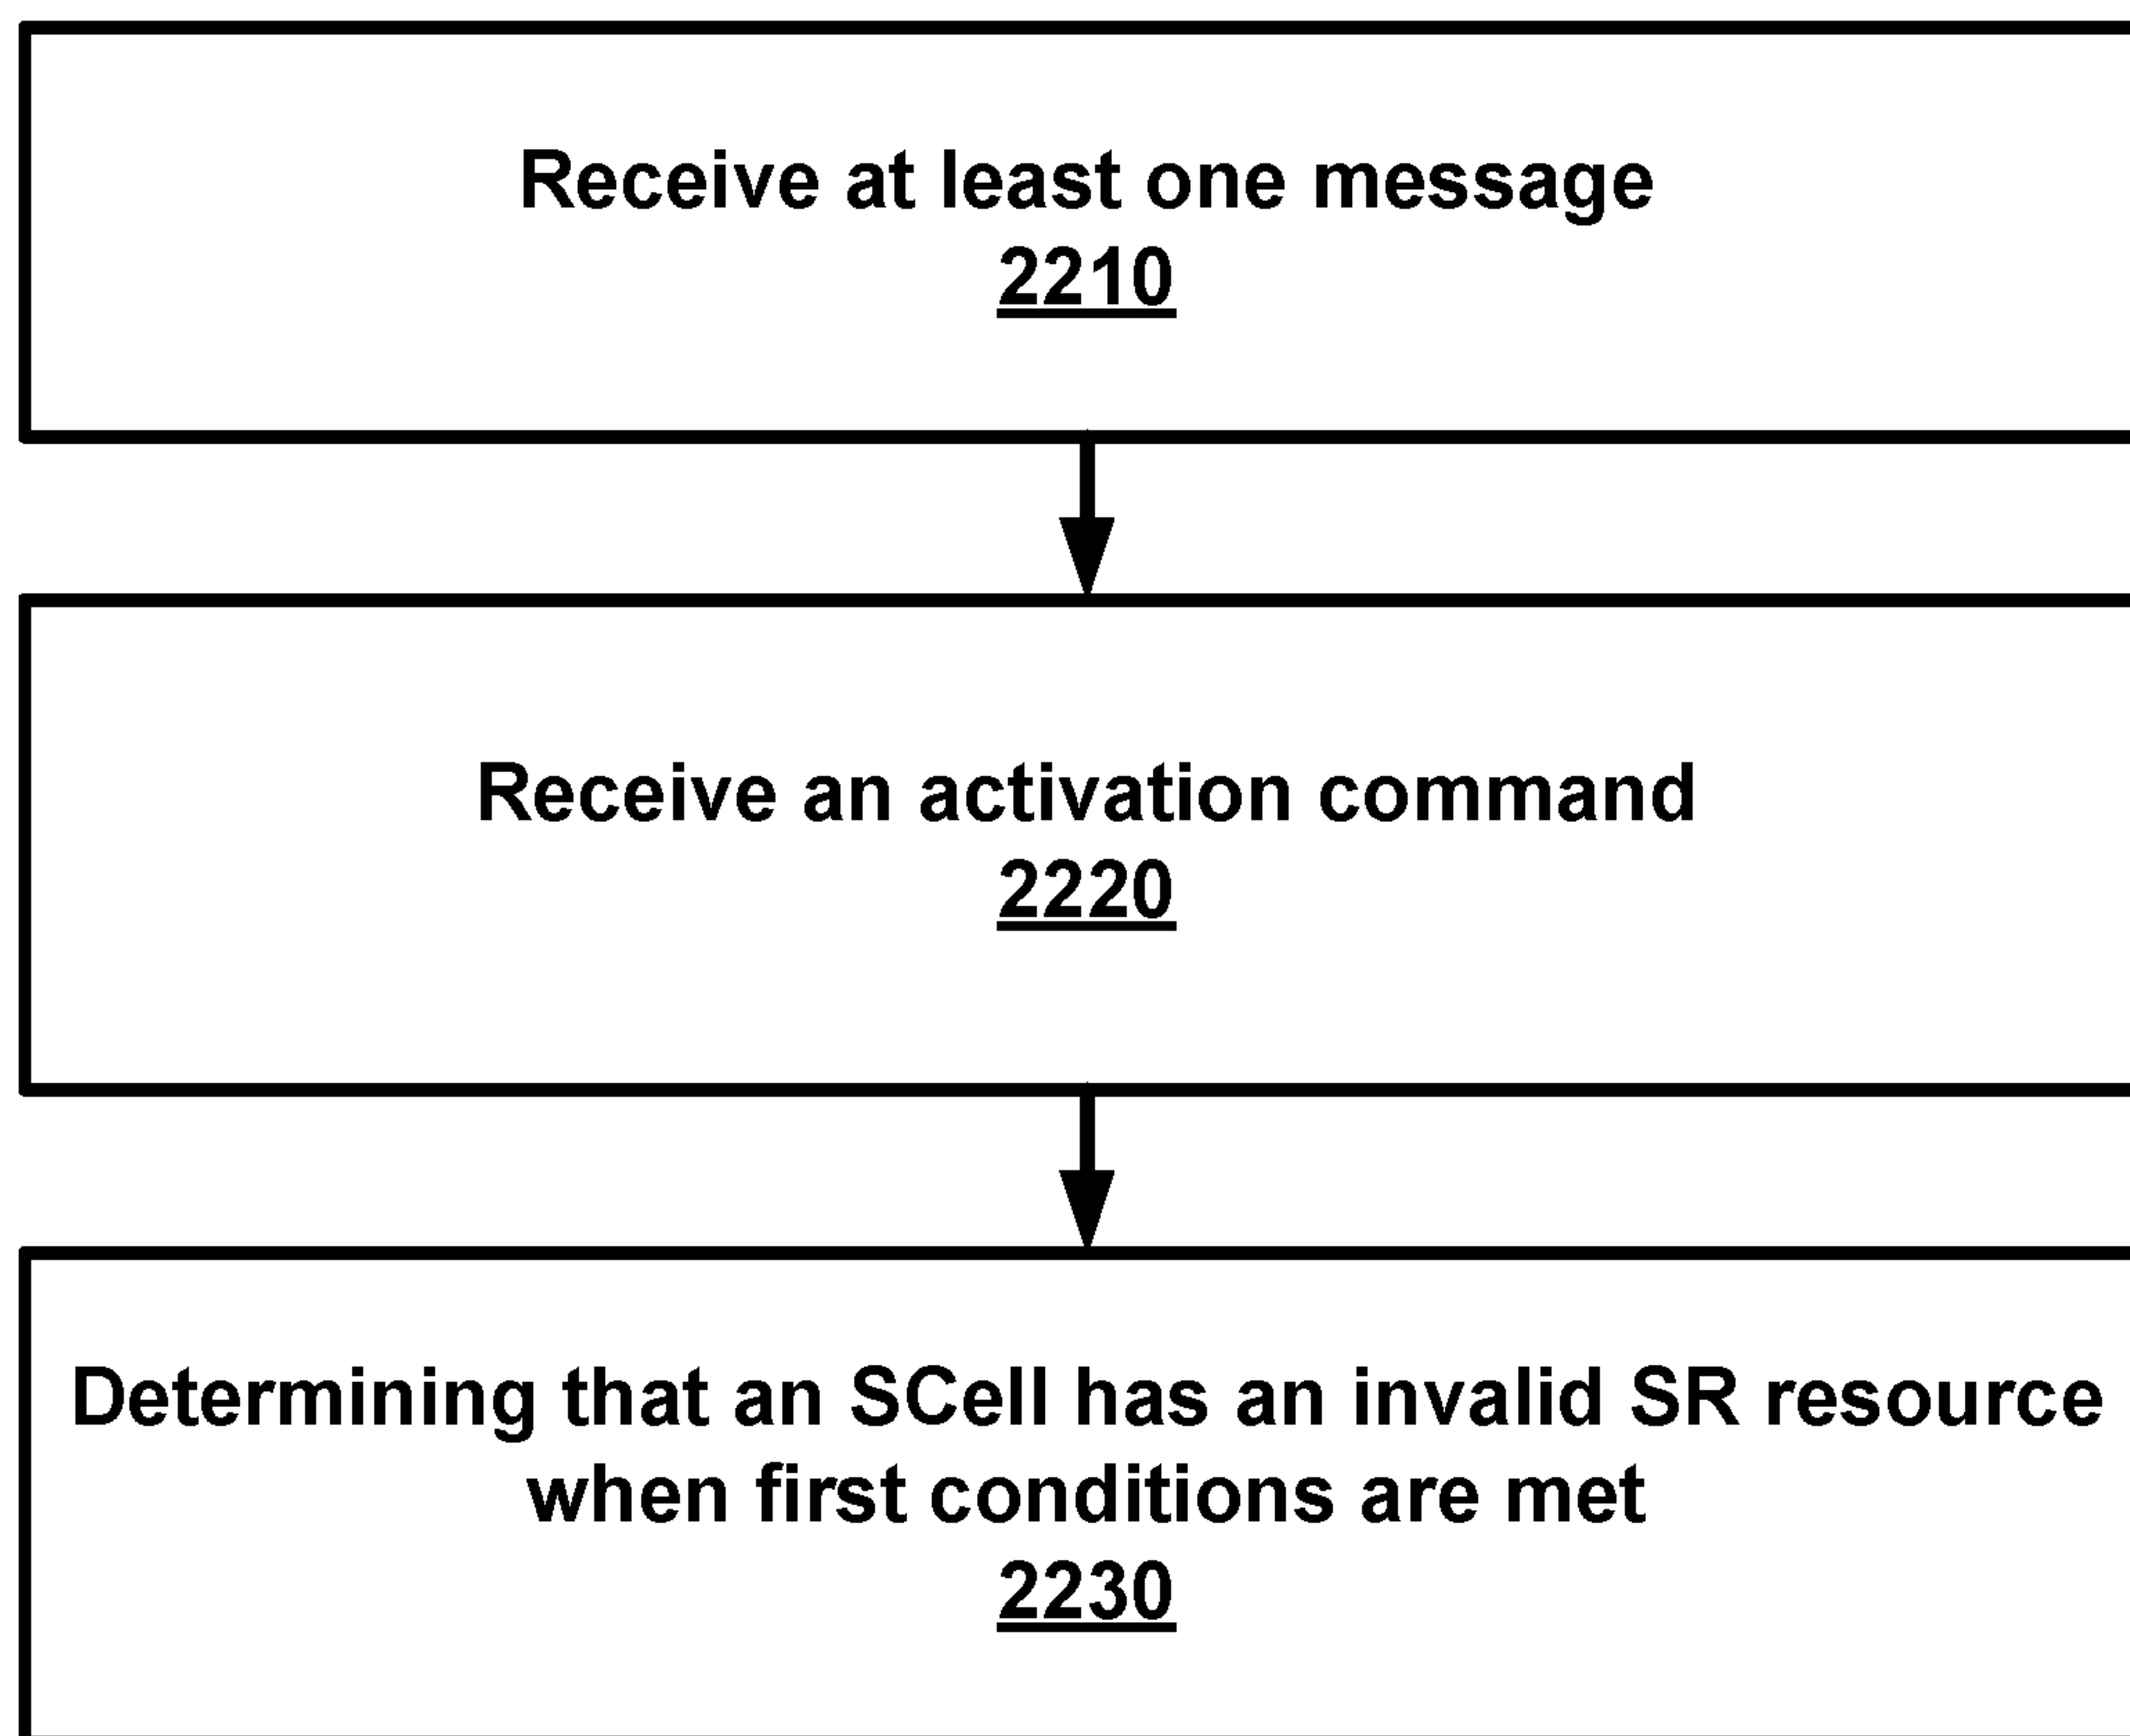 Receive at least one message
2210
Receive an activation command
2220
Determining that an SCell has an invalid SR resource
when first conditions are met
2230